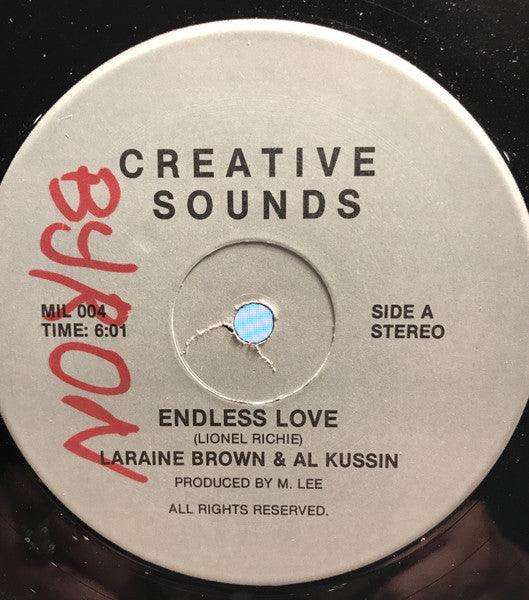 CREATIVE
SOUNDS
BYRON
MIL 004
TIME: 6:01
SIDE A
STEREO
ENDLESS LOVE
(LIONEL RICHIE)
LARAINE BROWN & AL KUSSIN
PRODUCED BY M. LEE
ALL RIGHTS RESERVED.